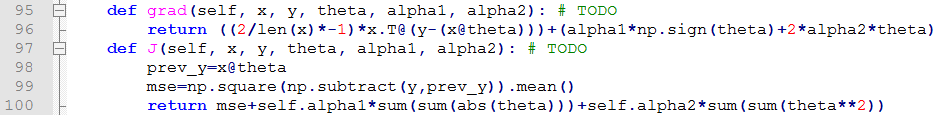 95 def grad(self, x, y, theta, alpha1, alpha2): # TODO
96 return ((2/len(x)*-1)*x.T@(y-(x@theta)))+(alpha1*np.sign(theta)+2*alpha2*theta)
97 def J(self, x, y, theta, alpha1, alpha2): # TODO
98 prev_y=x@theta
99 mse=np.square(np.subtract(y,prev_y)).mean()
100 return mse+self.alpha1*sum(sum(abs(theta)))+self.alpha2*sum(sum(theta**2))